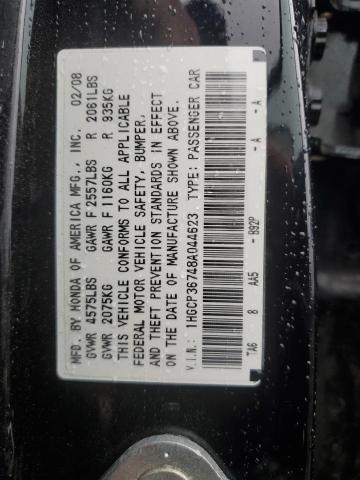 MFD. BY HONDA OF AMERICA MFG., INC. 02/08
GVWR 4575LBS GAWR F 2557LBS R 2061LBS
GVWR 2075KG GAWR F 1160KG R 935KG
THIS VEHICLE CONFORMS TO ALL APPLICABLE
FEDERAL MOTOR VEHICLE SAFETY, BUMPER,
AND THEFT PREVENTION STANDARDS IN EFFECT
ON THE DATE OF MANUFACTURE SHOWN ABOVE.
V.I.N.: 1HGCP36748A044623 TYPE: PASSENGER CAR
TA6 8 AA5 - B92P - A - A